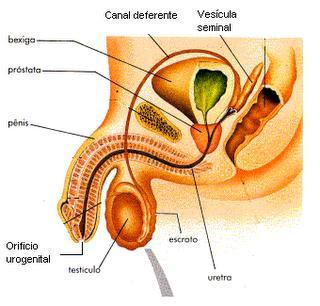 Canal deferente
Vesícula
seminal
bexiga
próstata
pênis
Orifício
urogenital
testículo
escroto
uretra